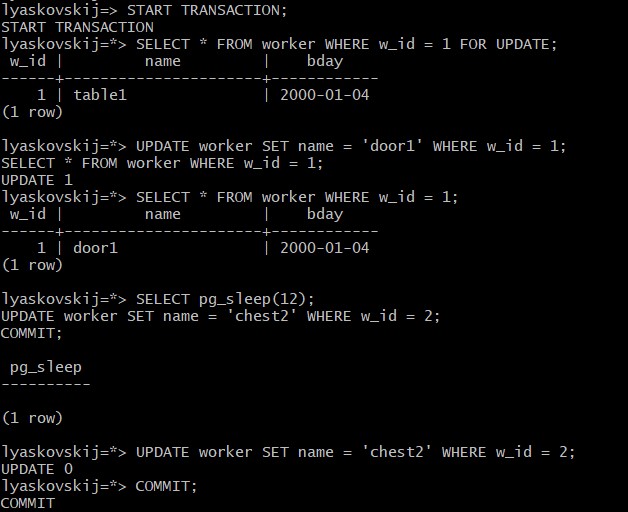 lyaskovskij=> START TRANSACTION;
START TRANSACTION
lyaskovskij=*> SELECT * FROM worker WHERE w_id = 1 FOR UPDATE;
 w_id |         name         |    bday
------+----------------------+------------
    1 | table1               | 2000-01-04
(1 row)

lyaskovskij=*> UPDATE worker SET name = 'door1' WHERE w_id = 1;
SELECT * FROM worker WHERE w_id = 1;
UPDATE 1
lyaskovskij=*> SELECT * FROM worker WHERE w_id = 1;
 w_id |         name         |    bday
------+----------------------+------------
    1 | door1                | 2000-01-04
(1 row)

lyaskovskij=*> SELECT pg_sleep(12);
UPDATE worker SET name = 'chest2' WHERE w_id = 2;
COMMIT;

 pg_sleep
----------

(1 row)

lyaskovskij=*> UPDATE worker SET name = 'chest2' WHERE w_id = 2;
UPDATE 0
lyaskovskij=*> COMMIT;
COMMIT